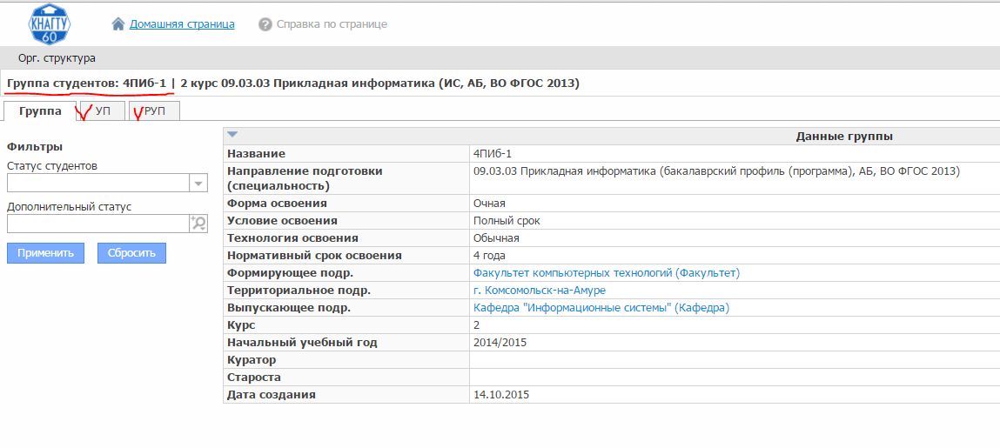 КНАГТУ
60
Домашняя страница
? Справка по странице
Орг. структура
Группа студентов: 4ПИб-1 | 2 курс 09.03.03 Прикладная информатика (ИС, АБ, ВО ФГОС 2013)
Группа УП РУП
Фильтры
Статус студентов
Дополнительный статус
Применить Сбросить
Данные группы
Название 4ПИб-1
Направление подготовки (специальность) 09.03.03 Прикладная информатика (бакалаврский профиль (программа), АБ, ВО ФГОС 2013)
Форма освоения Очная
Условие освоения Полный срок
Технология освоения Обычная
Нормативный срок освоения 4 года
Формирующее подр. Факультет компьютерных технологий (Факультет)
Территориальное подр. г. Комсомольск-на-Амуре
Выпускающее подр. Кафедра "Информационные системы" (Кафедра)
Курс 2
Начальный учебный год 2014/2015
Куратор
Староста
Дата создания 14.10.2015